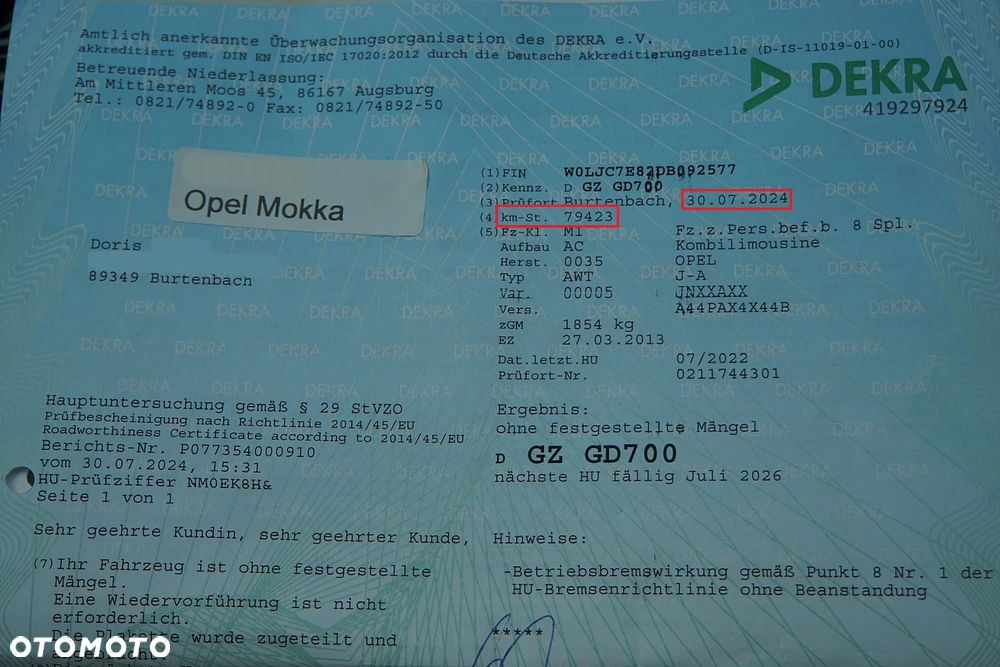 Amtlich anerkannte Überwachungsorganisation des DEKRA e.V.
akkreditiert gem. DIN EN ISO/IEC 17020:2012 durch die Deutsche Akkreditierungsstelle (D-IS-11019-01-00)
Betreuende Niederlassung:
Am Mittleren Moos 45, 86167 Augsburg
Tel.: 0821/74892-0 Fax: 0821/74892-50
DEKRA
419297924
Opel Mokka
Doris
89349 Burtenbach
(1) FIN W0LJC7E82DB092577
(2) Kennz. D GZ GD700
(3) Prüfort Burtenbach, 30.07.2024
(4) km-St. 79423
(5) Fz-Kl. M1 Fz.z.Pers.bef.b. 8 Spl.
Aufbau AC Kombilimousine
Herst. 0035 OPEL
Typ AWT J-A
Var. 00005 JNXXAXX
Vers. A44PAX4X44B
zGM 1854 kg
EZ 27.03.2013
Dat.letzt.HU 07/2022
Prüfort-Nr. 0211744301
Hauptuntersuchung gemäß § 29 StVZO
Prüfbescheinigung nach Richtlinie 2014/45/EU
Roadworthiness Certificate according to 2014/45/EU
Berichts-Nr. P077354000910
vom 30.07.2024, 15:31
HU-Prüfziffer NM0EK8H&
Seite 1 von 1
Ergebnis:
ohne festgestellte Mängel
D GZ GD700
nächste HU fällig Juli 2026
Sehr geehrte Kundin, sehr geehrter Kunde,
(7) Ihr Fahrzeug ist ohne festgestellte
Mängel.
Eine Wiedervorführung ist nicht
erforderlich.
Die Plakette wurde zugeteilt und
Hinweise:
-Betriebsbremswirkung gemäß Punkt 8 Nr. 1 der
HU-Bremsenrichtlinie ohne Beanstandung
*****
OTOMOTO